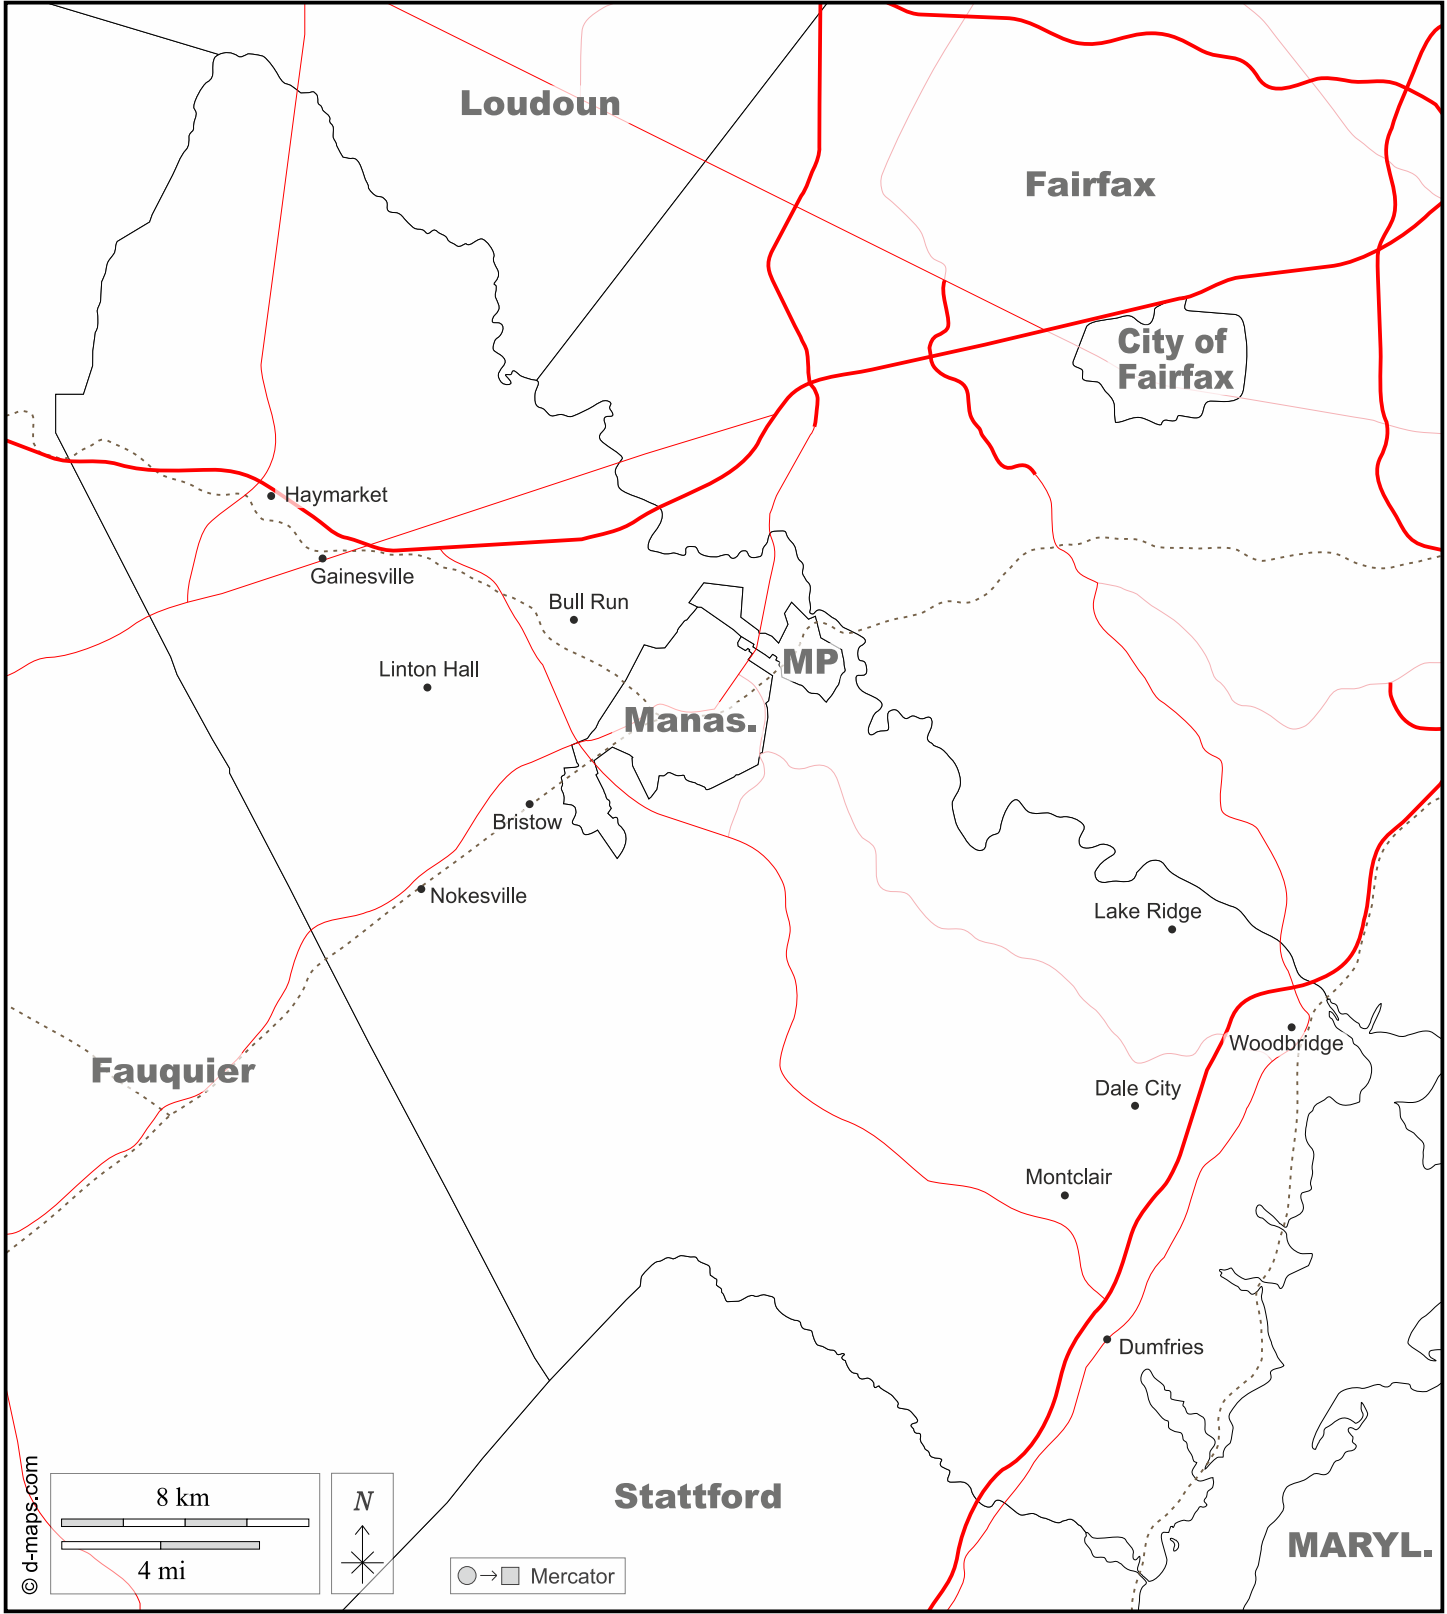 Loudoun
Fairfax
City of
Fairfax
Haymarket
Gainesville
Bull Run
MP
Linton Hall
Manas.
Bristow
Nokesville
Lake Ridge
Woodbridge
Fauquier
Dale City
Montclair
Dumfries
Stattford
MARYL.
© d-maps.com
8 km
4 mi
N
Mercator